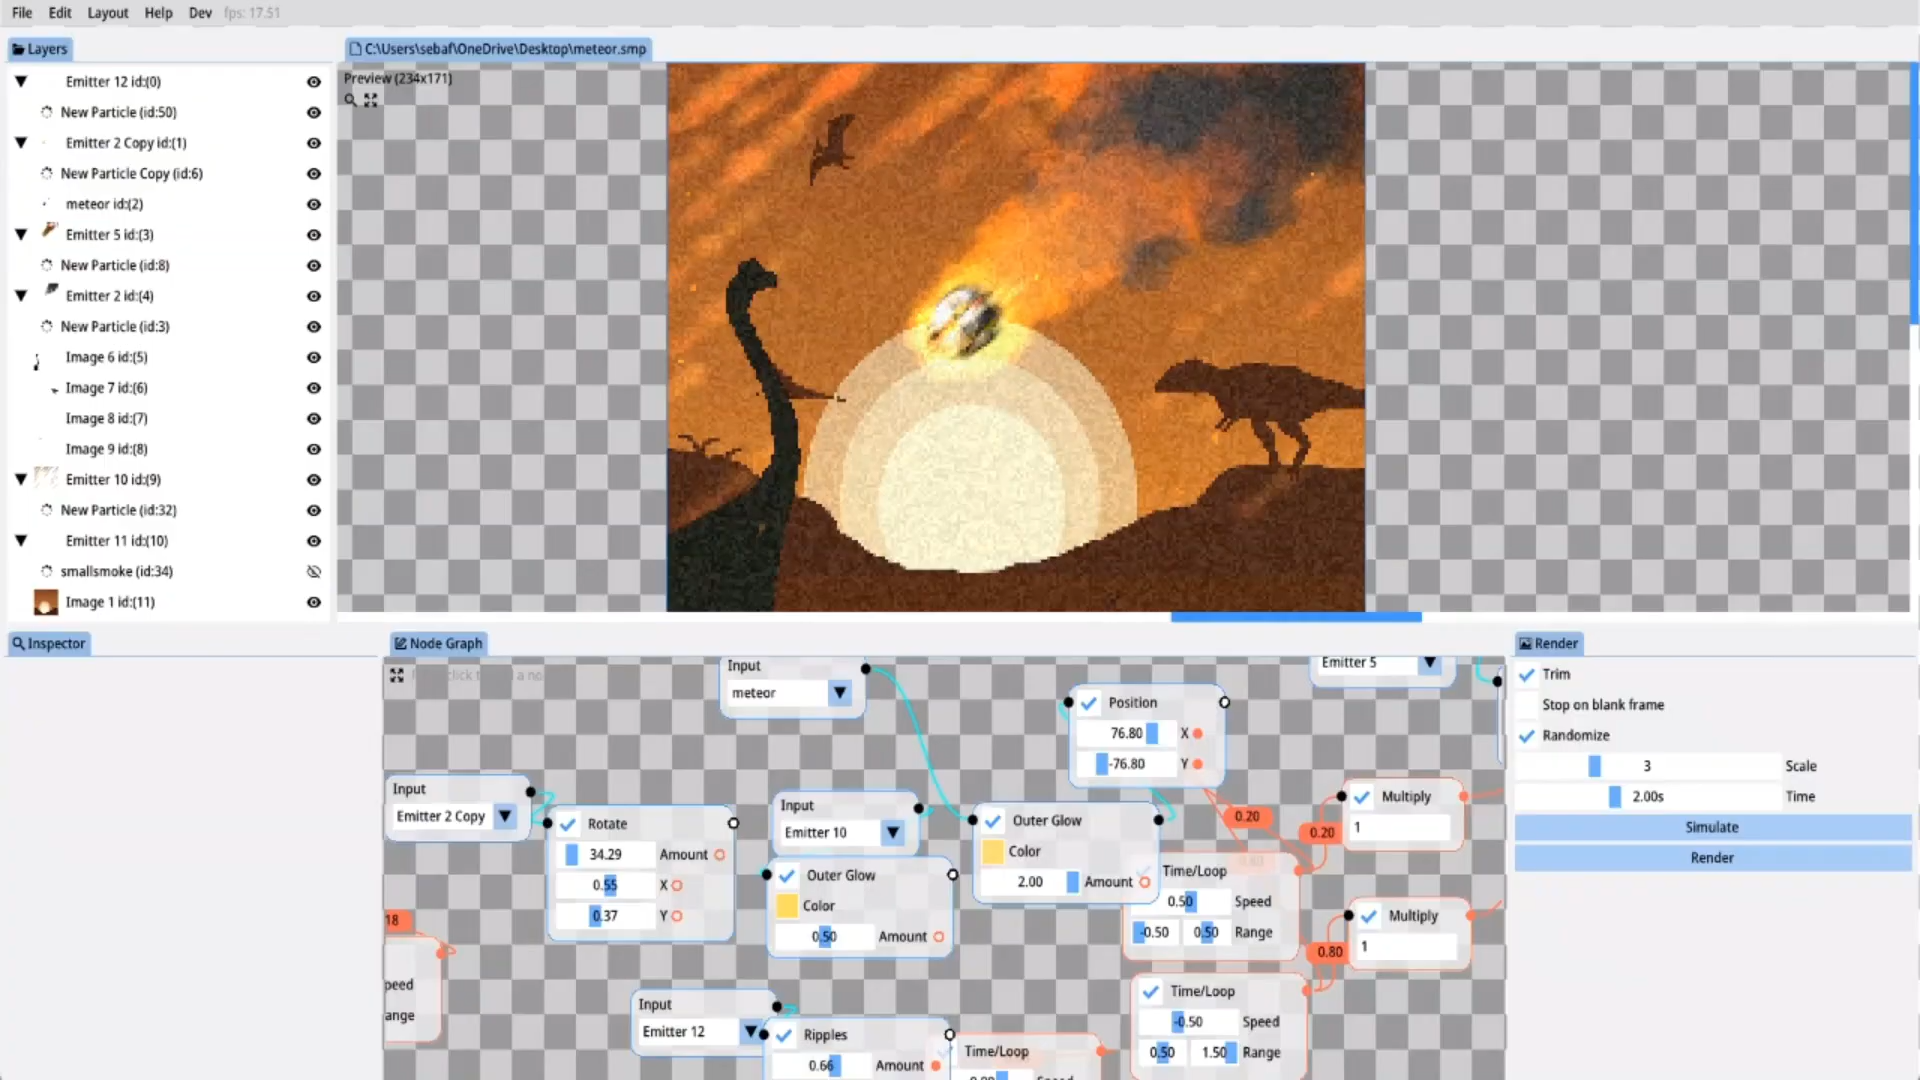 File Edit Layout Help Dev fps: 17.51
Layers
C:\Users\sebaf\OneDrive\Desktop\meteor.smp
Emitter 12 id:(0)
New Particle (id:50)
Emitter 2 Copy id:(1)
New Particle Copy (id:6)
meteor id:(2)
Emitter 5 id:(3)
New Particle (id:8)
Emitter 2 id:(4)
New Particle (id:3)
Image 6 id:(5)
Image 7 id:(6)
Image 8 id:(7)
Image 9 id:(8)
Emitter 10 id:(9)
New Particle (id:32)
Emitter 11 id:(10)
smallsmoke (id:34)
Image 1 id:(11)
Preview (234x171)
Inspector
Node Graph
Input
meteor
Input
Emitter 2 Copy
Rotate
34.29 Amount
0.55 X
0.37 Y
18
peed
ange
Input
Emitter 10
Outer Glow
Color
0.50 Amount
Input
Emitter 12
Ripples
0.66 Amount
Time/Loop
Outer Glow
Color
2.00 Amount
Position
76.80 X
-76.80 Y
0.20
0.20
Time/Loop
0.50 Speed
-0.50 0.50 Range
0.80
Time/Loop
-0.50 Speed
0.50 1.50 Range
Emitter 5
Multiply
1
Multiply
1
Render
Trim
Stop on blank frame
Randomize
3 Scale
2.00s Time
Simulate
Render